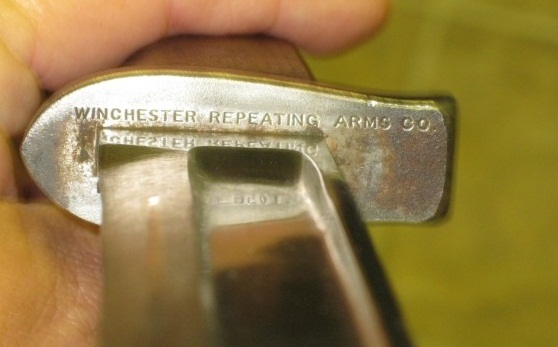 WINCHESTER REPEATING ARMS CO.